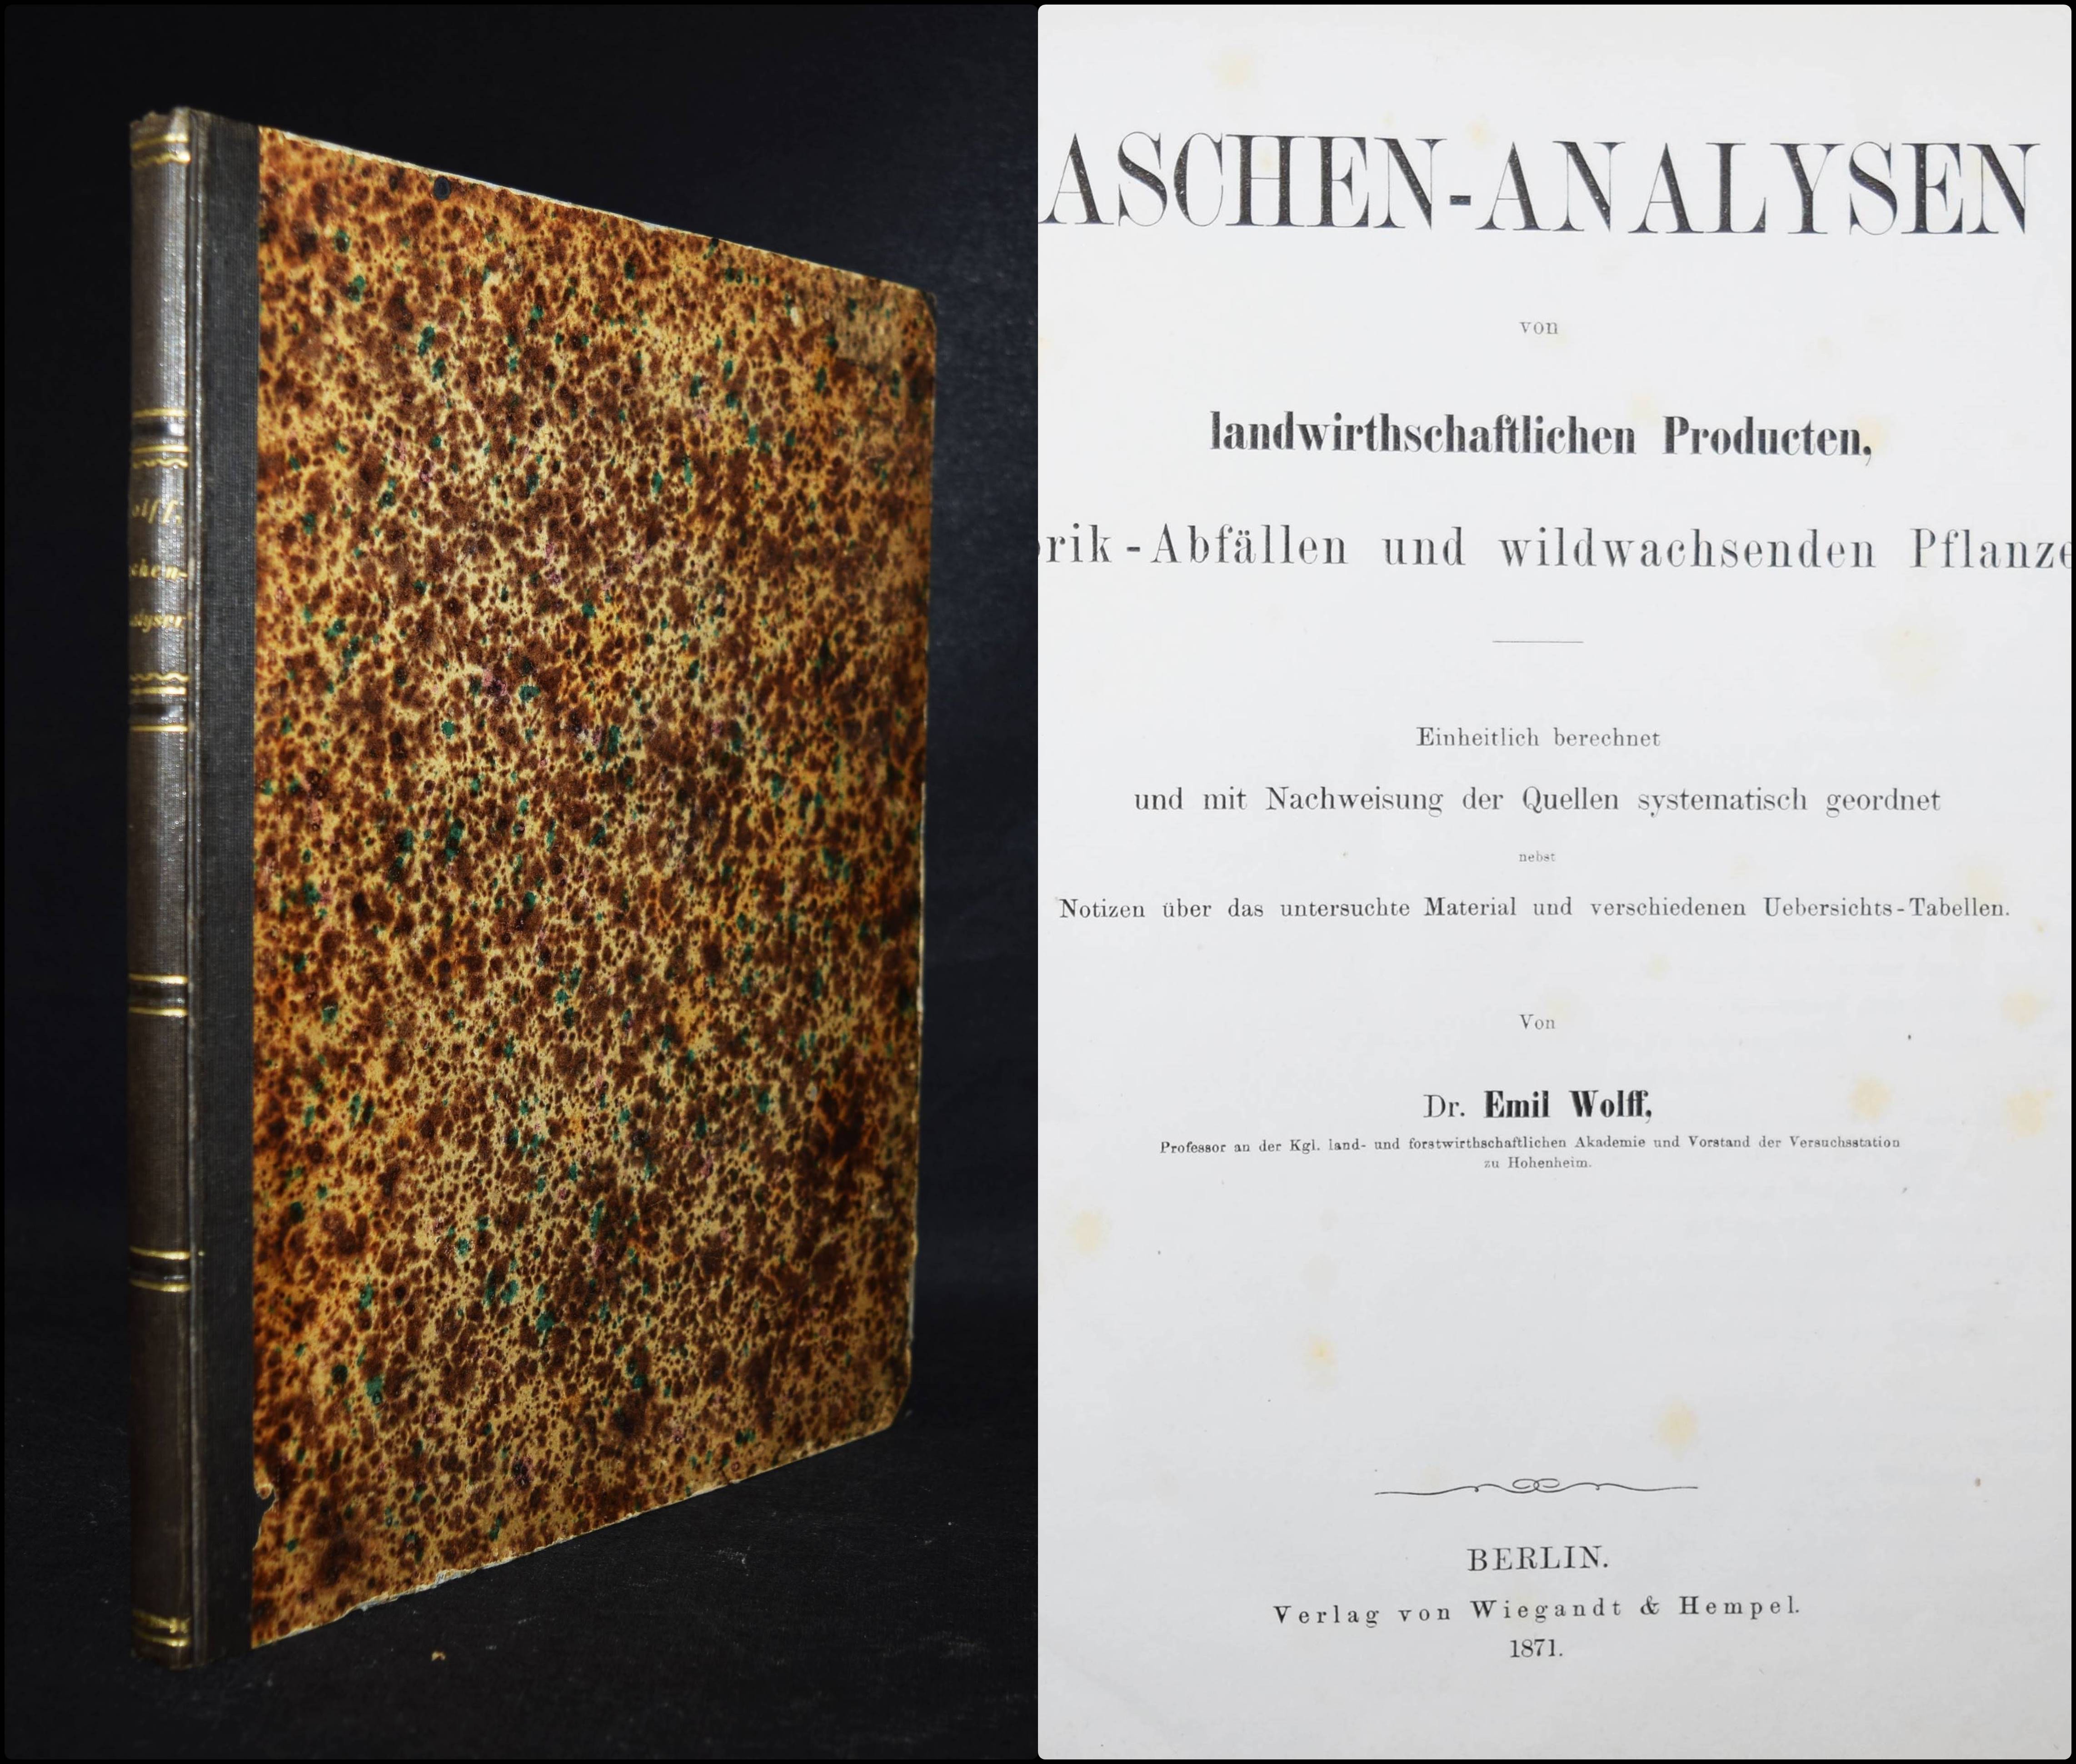 ASCHEN-ANALYSEN
von
landwirthschaftlichen Producten,
rik-Abfällen und wildwachsenden Pflanze
Einheitlich berechnet
und mit Nachweisung der Quellen systematisch geordnet
nebst
Notizen über das untersuchte Material und verschiedenen Uebersichts-Tabellen.
Von
Dr. Emil Wolff,
Professor an der Kgl. land- und forstwirthschaftlichen Akademie und Vorstand der Versuchsstation
zu Hohenheim.
BERLIN.
Verlag von Wiegandt & Hempel.
1871.